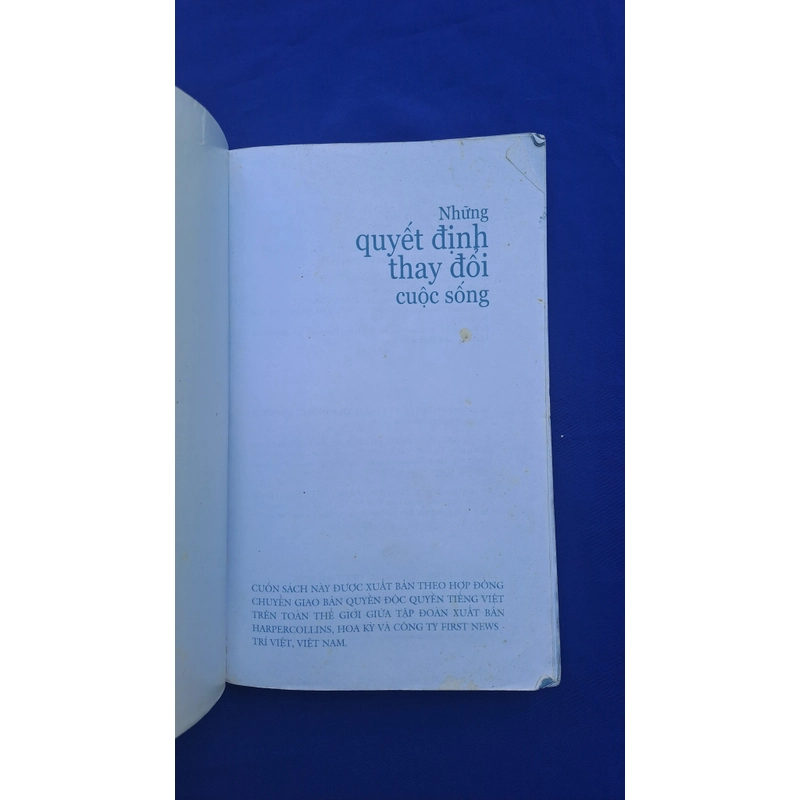 Những
quyết định
thay đổi
cuộc sống
CUỐN SÁCH NÀY ĐƯỢC XUẤT BẢN THEO HỢP ĐỒNG
CHUYỂN GIAO BẢN QUYỀN ĐỘC QUYỀN TIẾNG VIỆT
TRÊN TOÀN THẾ GIỚI GIỮA TẬP ĐOÀN XUẤT BẢN
HARPERCOLLINS, HOA KỲ VÀ CÔNG TY FIRST NEWS -
TRÍ VIỆT, VIỆT NAM.